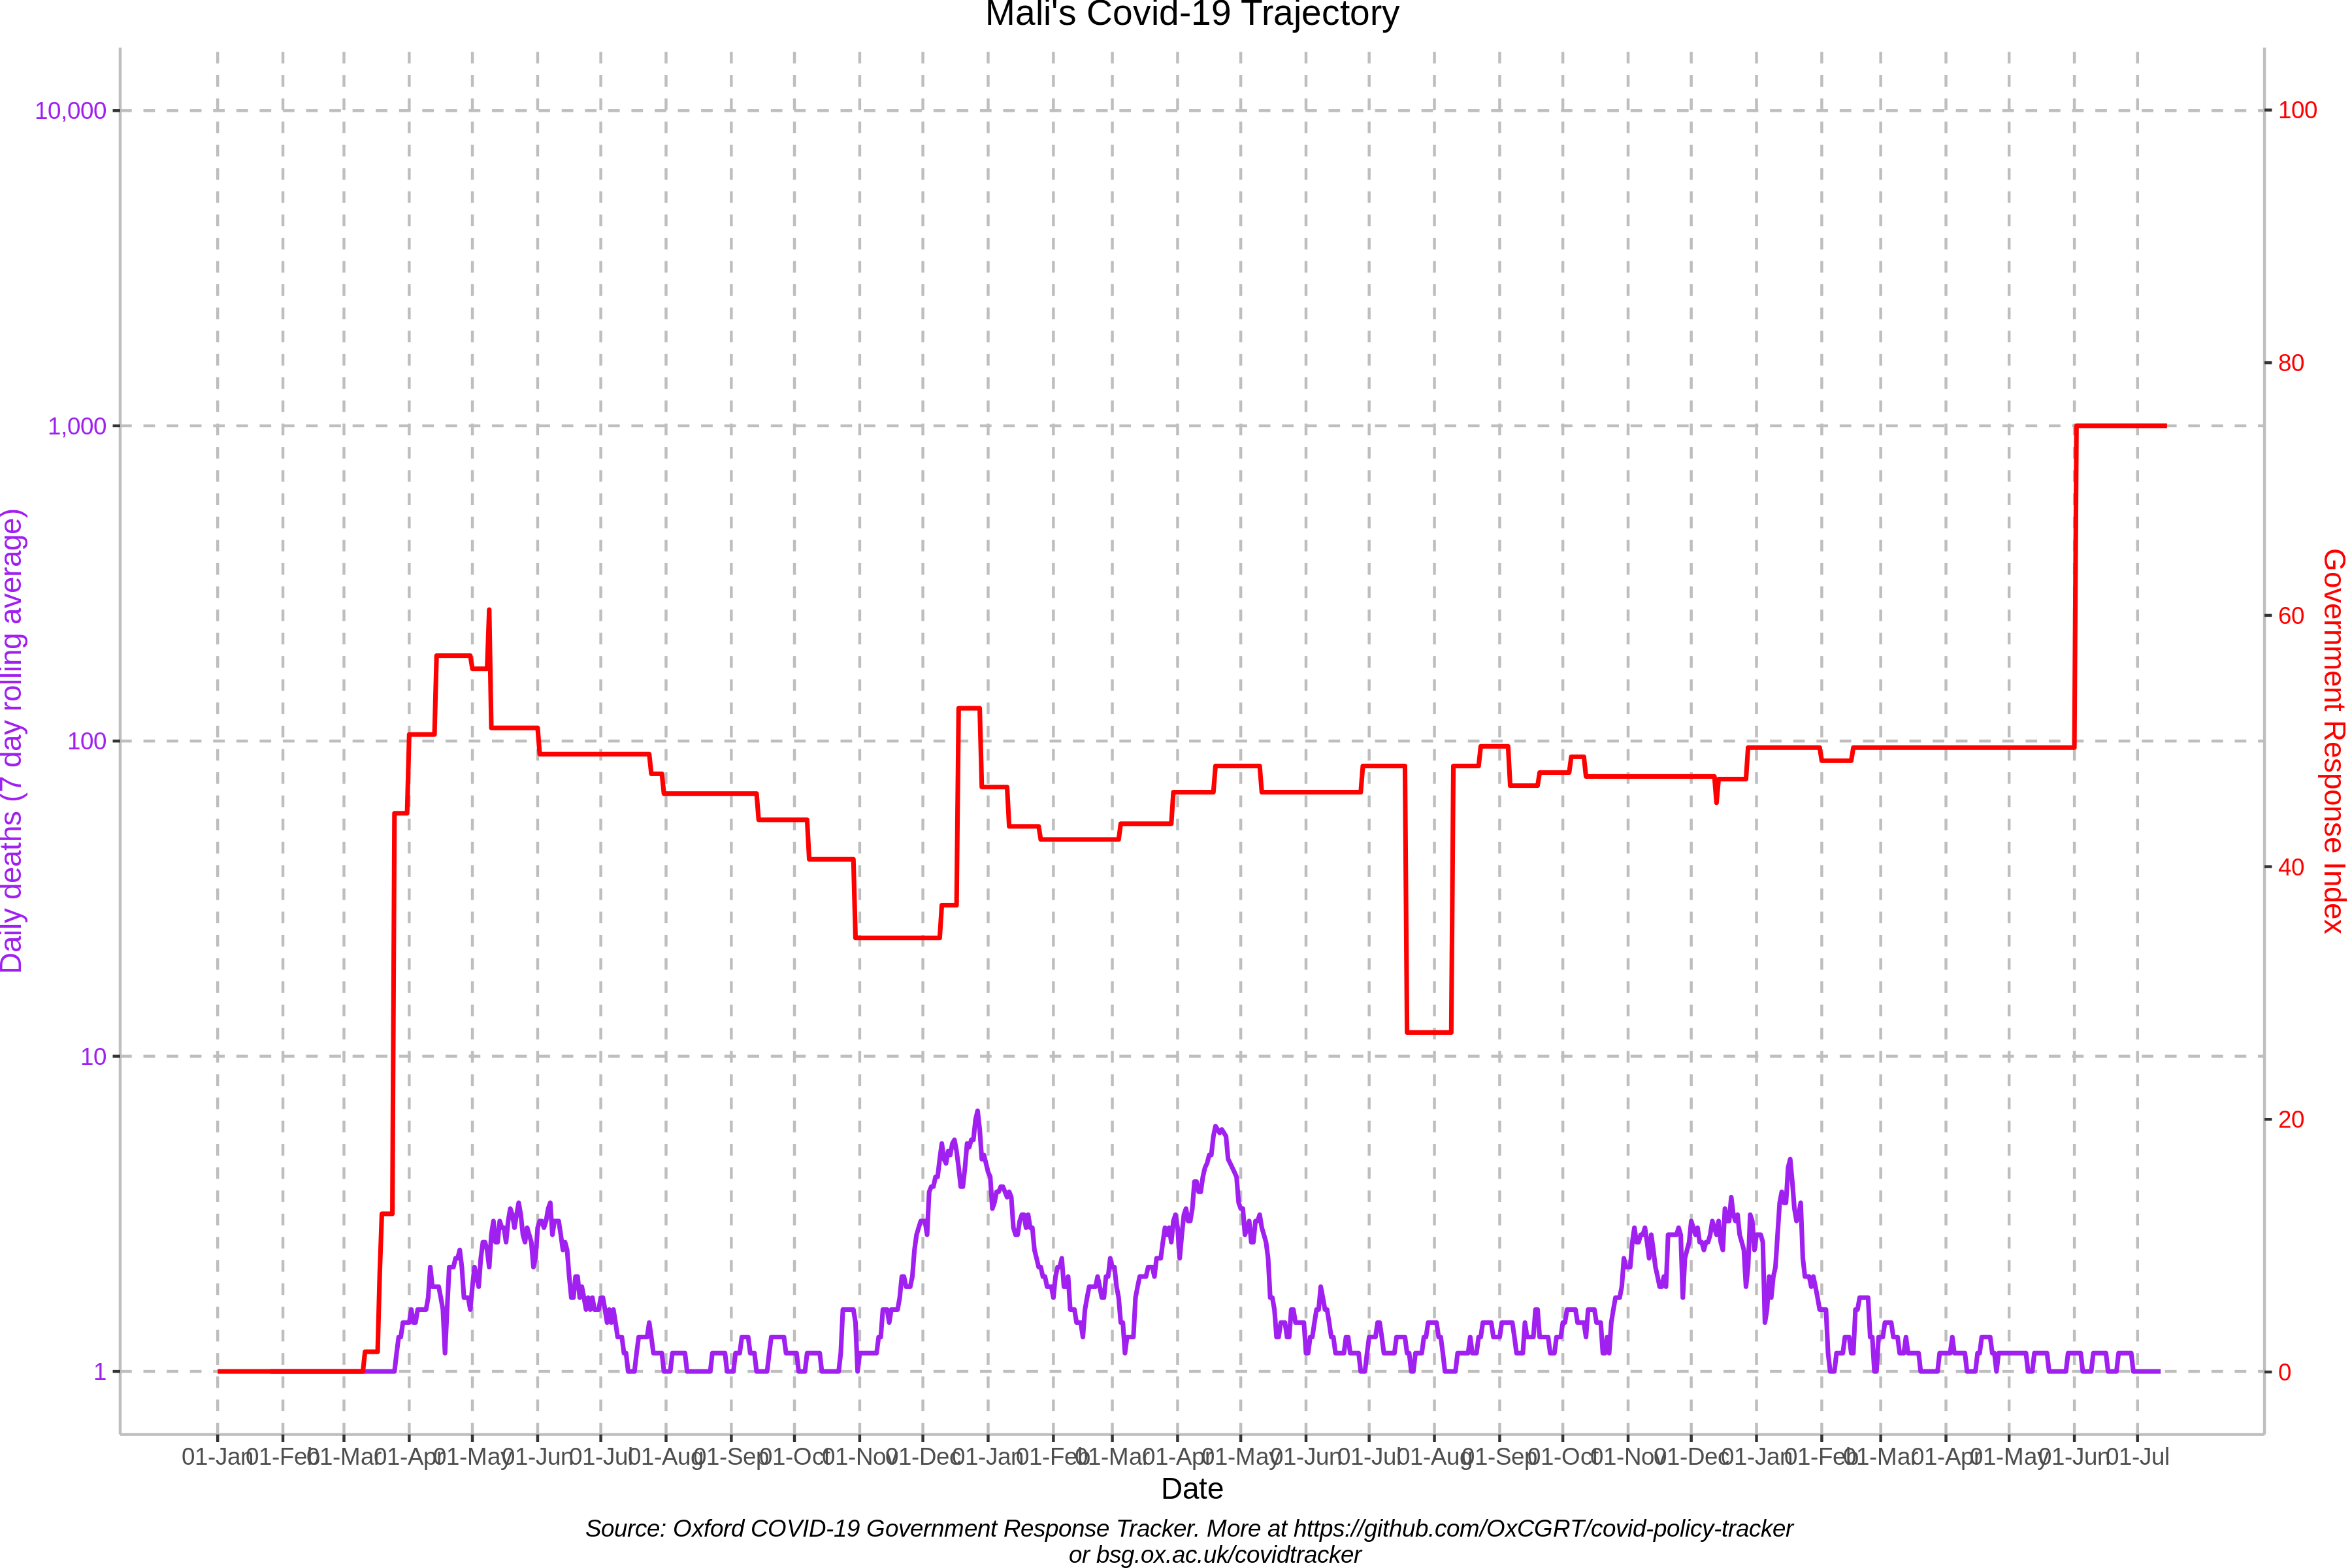 Mali's Covid-19 Trajectory
10,000
1,000
100
10
1
Daily deaths (7 day rolling average)
100
80
60
40
20
0
Government Response Index
01-Jan 01-Feb 01-Mar 01-Apr 01-May 01-Jun 01-Jul 01-Aug 01-Sep 01-Oct 01-Nov 01-Dec 01-Jan 01-Feb 01-Mar 01-Apr 01-May 01-Jun 01-Jul 01-Aug 01-Sep 01-Oct 01-Nov 01-Dec 01-Jan 01-Feb 01-Mar 01-Apr 01-May 01-Jun 01-Jul
Date
Source: Oxford COVID-19 Government Response Tracker. More at https://github.com/OxCGRT/covid-policy-tracker
or bsg.ox.ac.uk/covidtracker